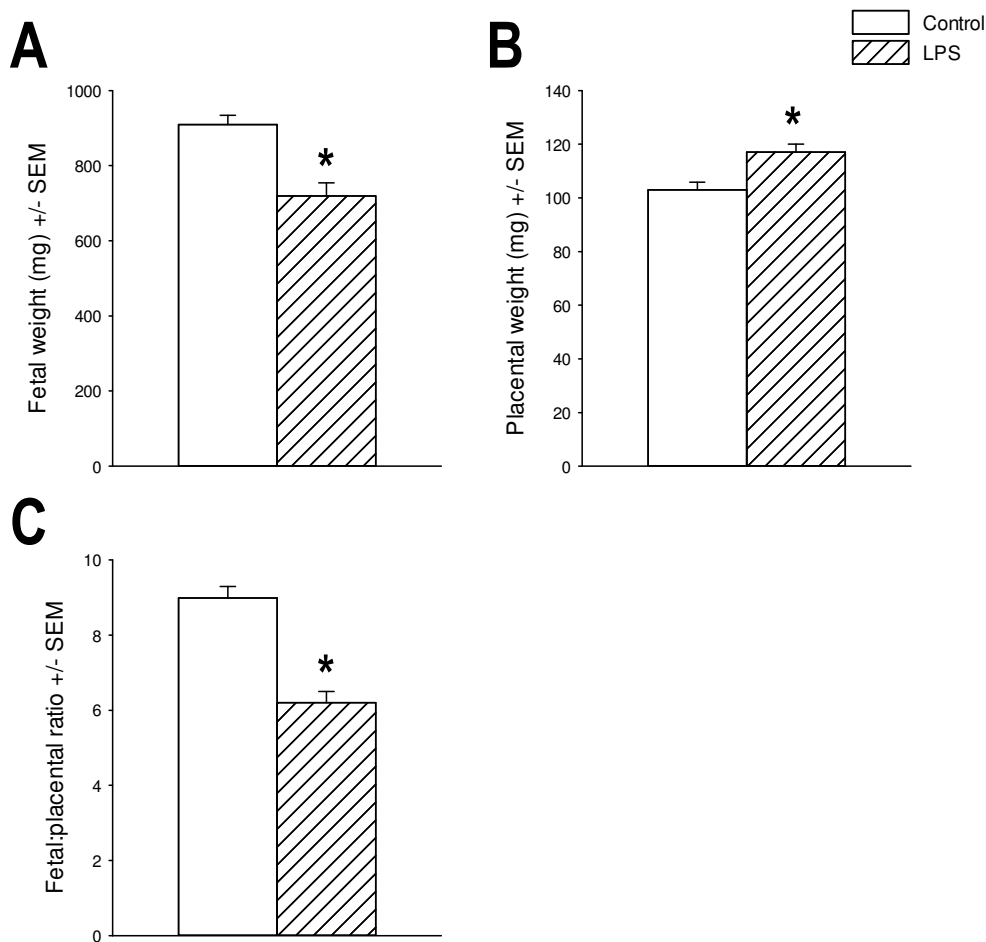 A
B
Control
LPS
Fetal weight (mg) +/- SEM
1000
800
600
400
200
0
*
Placental weight (mg) +/- SEM
140
120
100
80
60
40
20
0
*
C
Fetal:placental ratio +/- SEM
10
8
6
4
2
0
*